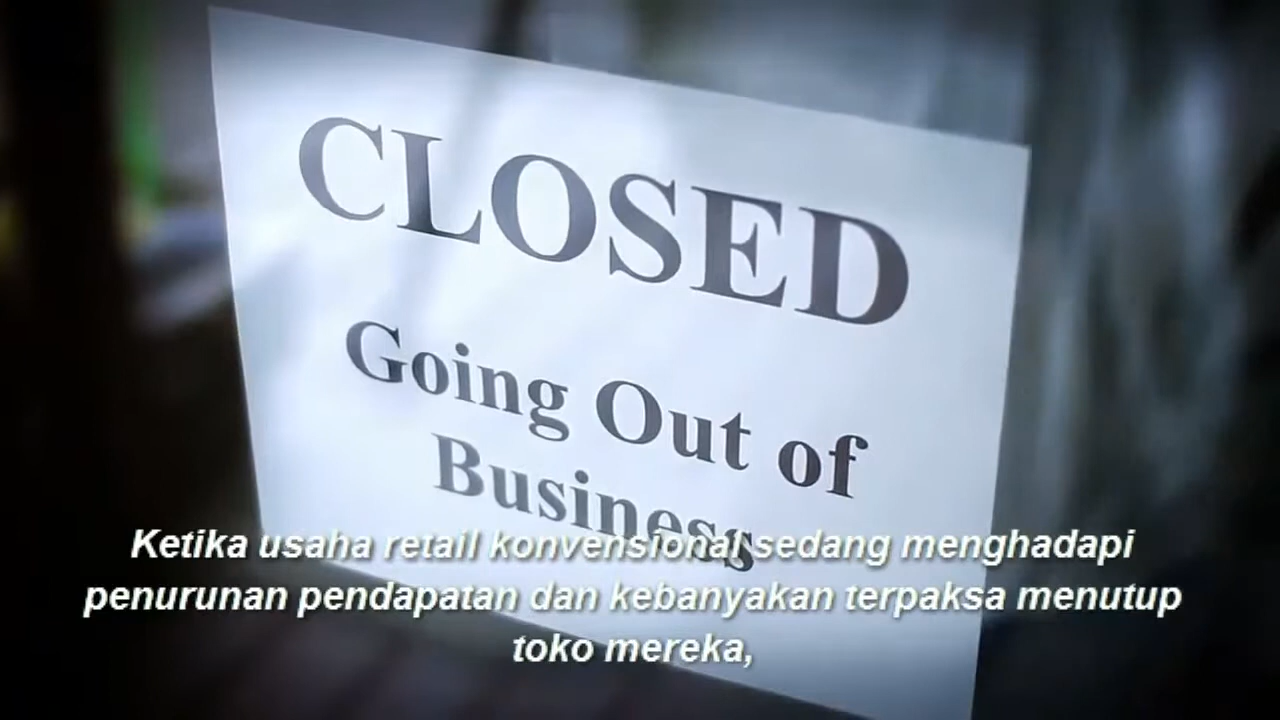 CLOSED
Going Out of
Business
Ketika usaha retail konvensional sedang menghadapi
penurunan pendapatan dan kebanyakan terpaksa menutup
toko mereka,